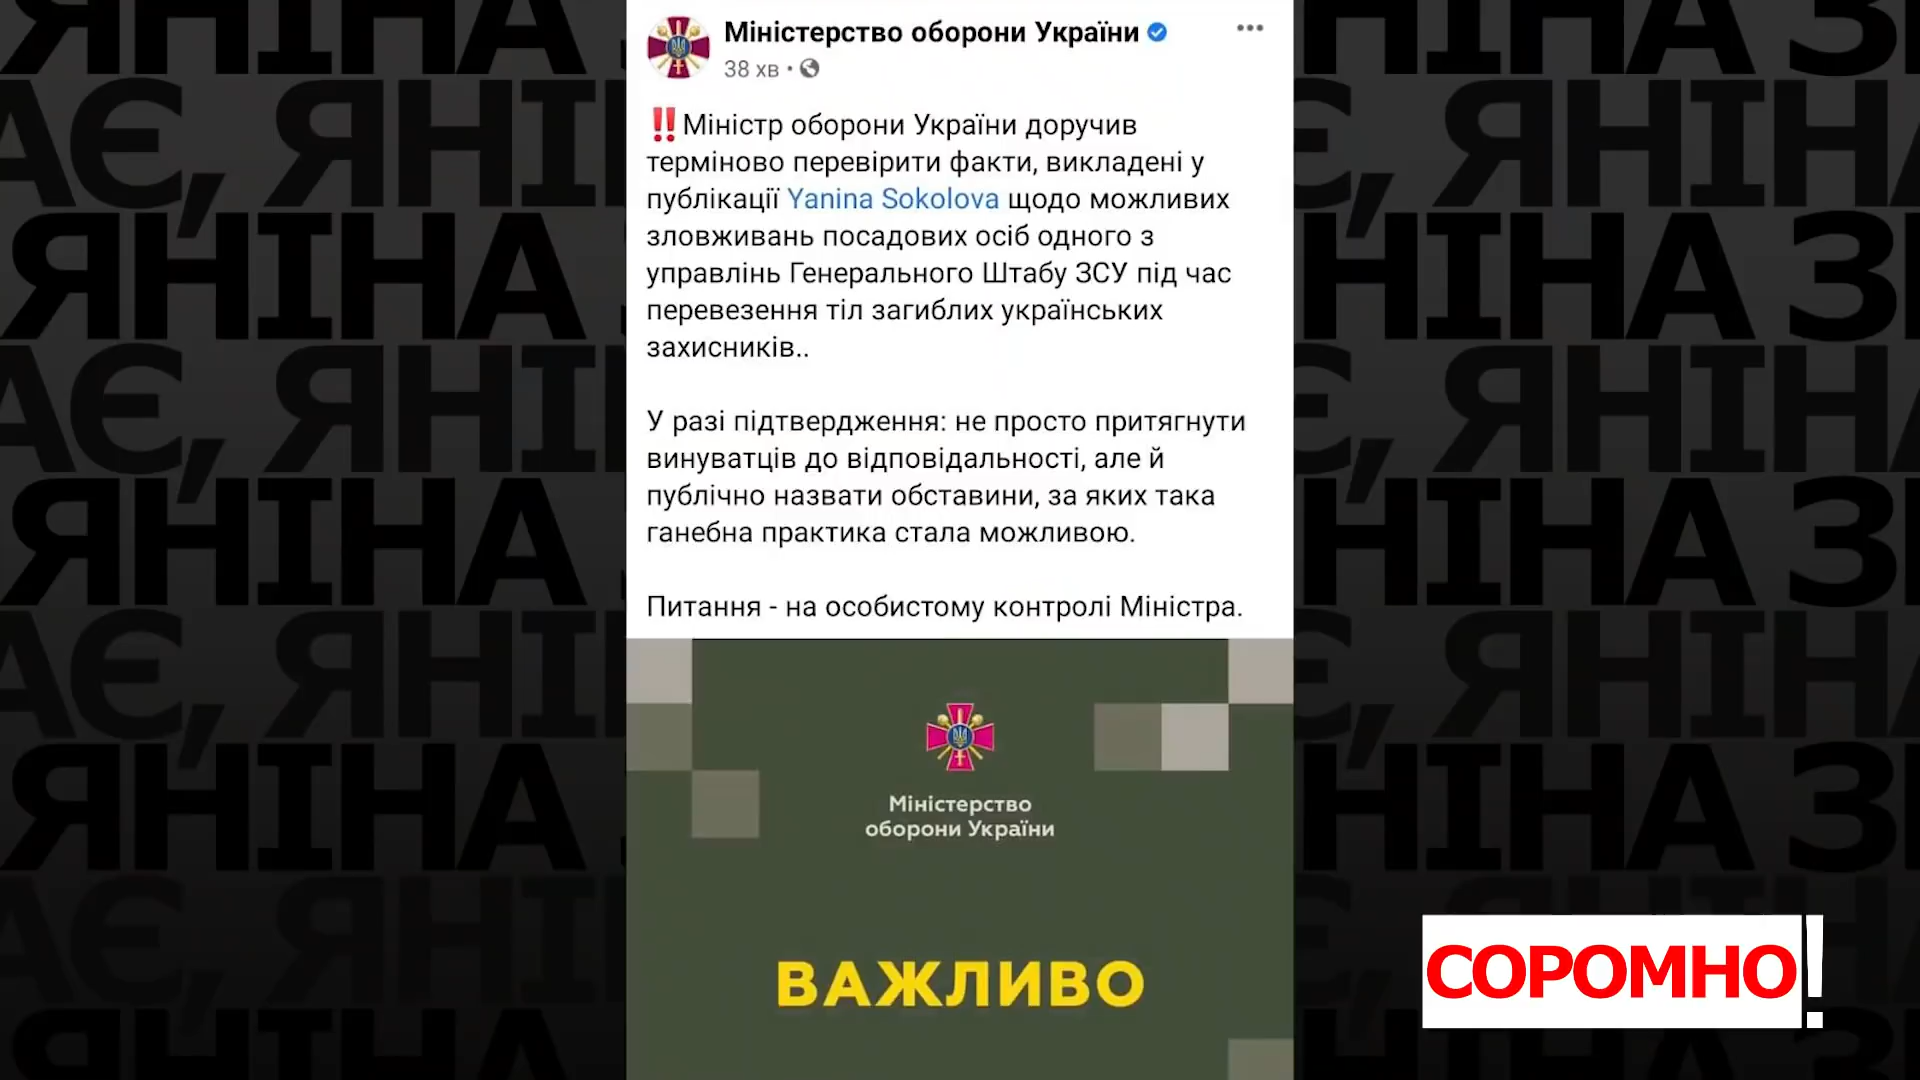 Міністерство оборони України
38 хв •
‼️Міністр оборони України доручив
терміново перевірити факти, викладені у
публікації Yanina Sokolova щодо можливих
зловживань посадових осіб одного з
управлінь Генерального Штабу ЗСУ під час
перевезення тіл загиблих українських
захисників..
У разі підтвердження: не просто притягнути
винуватців до відповідальності, але й
публічно назвати обставини, за яких така
ганебна практика стала можливою.
Питання - на особистому контролі Міністра.
Міністерство
оборони України
ВАЖЛИВО
СОРОМНО!